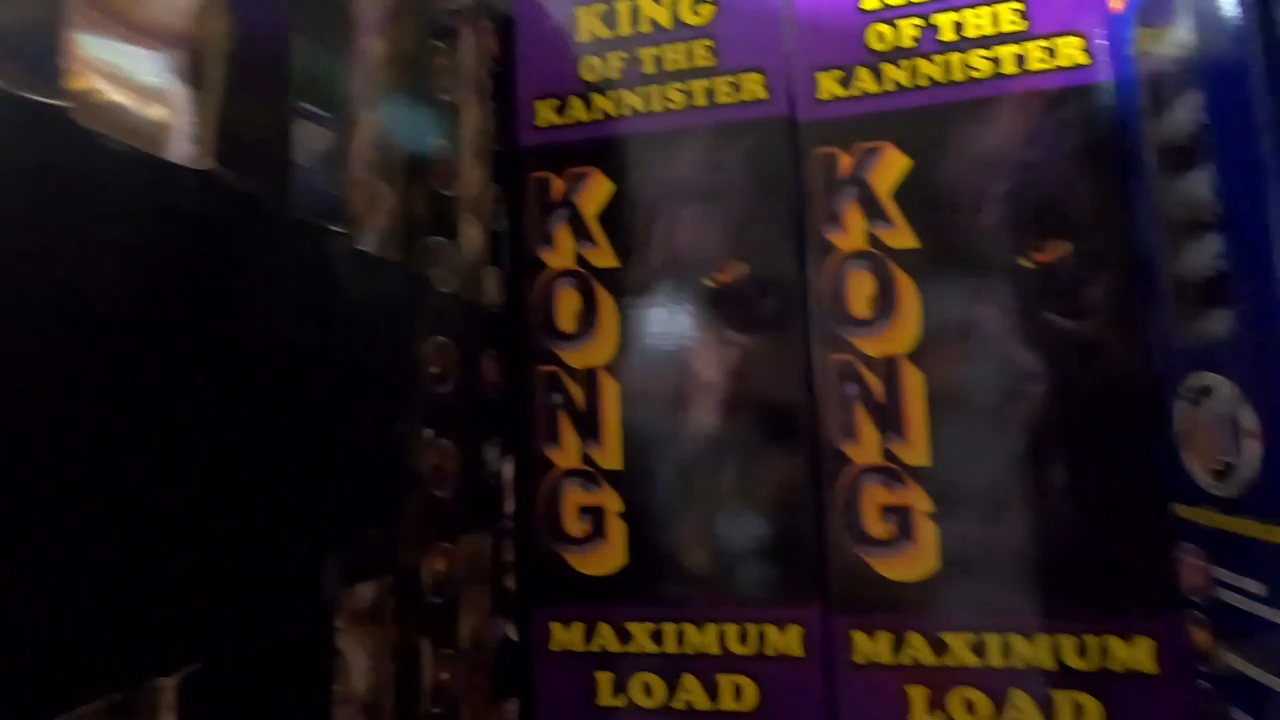 KING
OF THE
KANNISTER
KONG
MAXIMUM
LOAD
OF THE
KANNISTER
KONG
MAXIMUM
LOAD